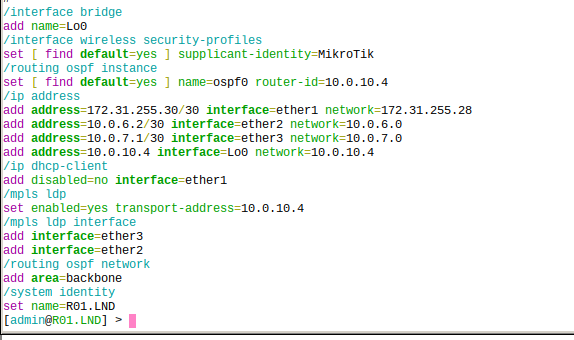 /interface bridge
add name=Lo0
/interface wireless security-profiles
set [ find default=yes ] supplicant-identity=MikroTik
/routing ospf instance
set [ find default=yes ] name=ospf0 router-id=10.0.10.4
/ip address
add address=172.31.255.30/30 interface=ether1 network=172.31.255.28
add address=10.0.6.2/30 interface=ether2 network=10.0.6.0
add address=10.0.7.1/30 interface=ether3 network=10.0.7.0
add address=10.0.10.4 interface=Lo0 network=10.0.10.4
/ip dhcp-client
add disabled=no interface=ether1
/mpls ldp
set enabled=yes transport-address=10.0.10.4
/mpls ldp interface
add interface=ether3
add interface=ether2
/routing ospf network
add area=backbone
/system identity
set name=R01.LND
[admin@R01.LND] >